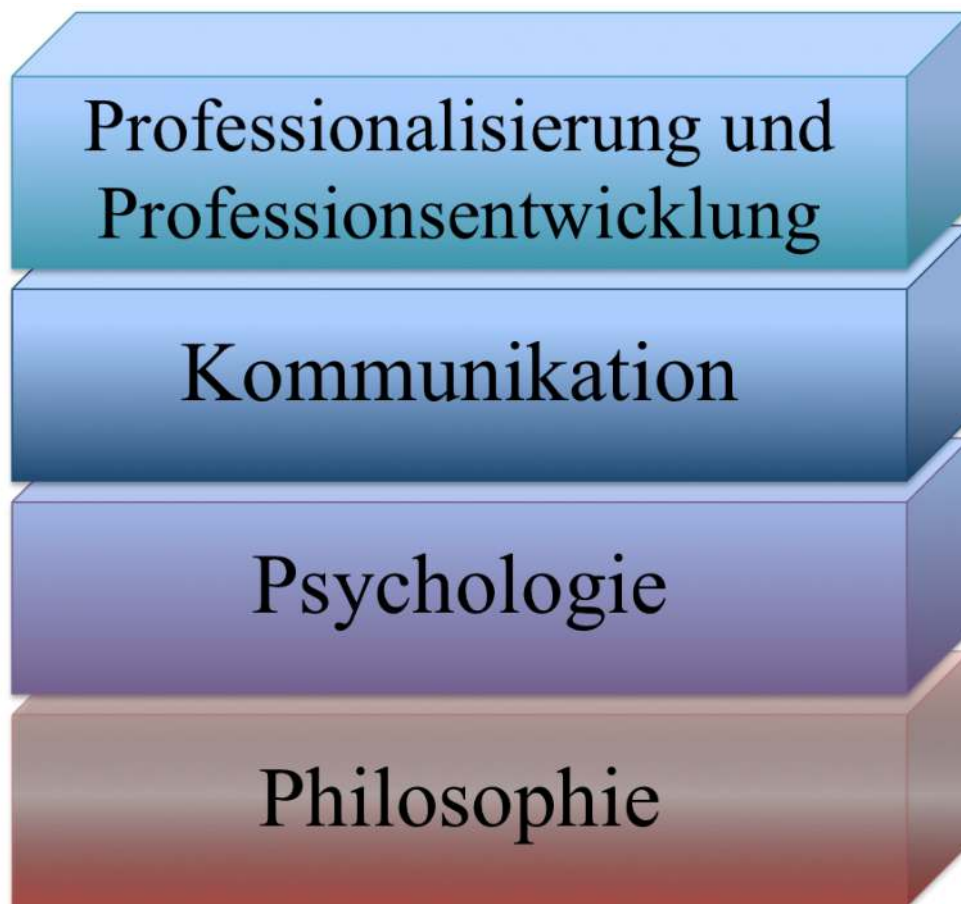 Professionalisierung und
Professionsentwicklung
Kommunikation
Psychologie
Philosophie